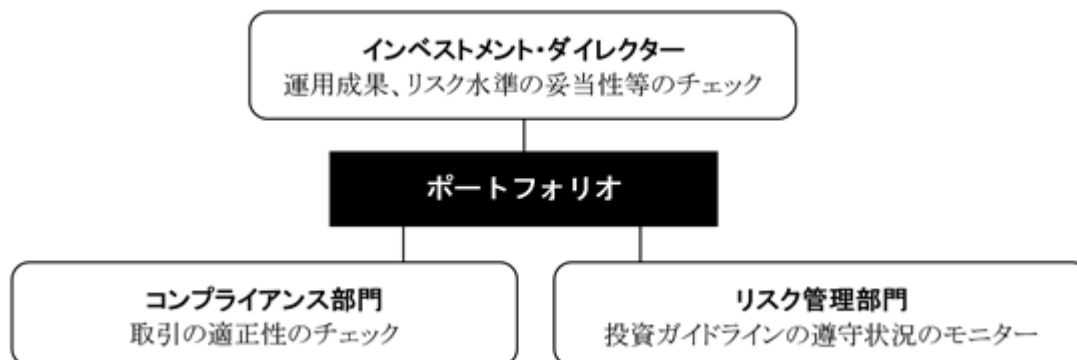 インベストメント・ダイレクター
運用成果、リスク水準の妥当性等のチェック
ポートフォリオ
コンプライアンス部門
取引の適正性のチェック
リスク管理部門
投資ガイドラインの遵守状況のモニター